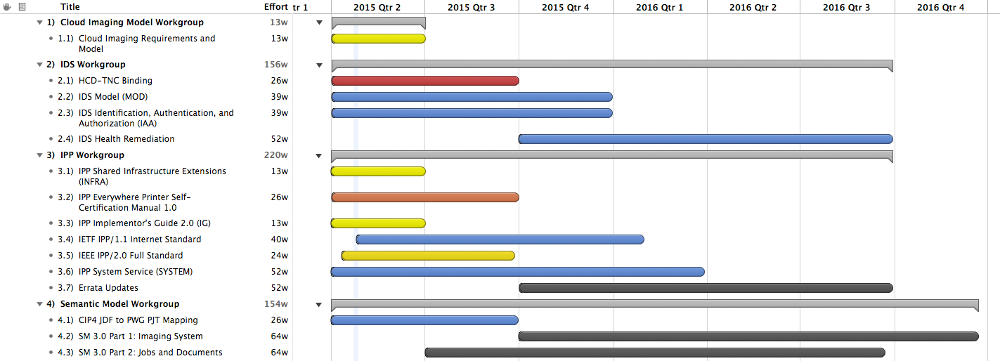 Title Effort tr 1 2015 Qtr 2 2015 Qtr 3 2015 Qtr 4 2016 Qtr 1 2016 Qtr 2 2016 Qtr 3 2016 Qtr 4
1) Cloud Imaging Model Workgroup 13w
1.1) Cloud Imaging Requirements and 13w
Model
2) IDS Workgroup 156w
2.1) HCD-TNC Binding 26w
2.2) IDS Model (MOD) 39w
2.3) IDS Identification, Authentication, and 39w
Authorization (IAA)
2.4) IDS Health Remediation 52w
3) IPP Workgroup 220w
3.1) IPP Shared Infrastructure Extensions 13w
(INFRA)
3.2) IPP Everywhere Printer Self- 26w
Certification Manual 1.0
3.3) IPP Implementor's Guide 2.0 (IG) 13w
3.4) IETF IPP/1.1 Internet Standard 40w
3.5) IEEE IPP/2.0 Full Standard 24w
3.6) IPP System Service (SYSTEM) 52w
3.7) Errata Updates 52w
4) Semantic Model Workgroup 154w
4.1) CIP4 JDF to PWG PJT Mapping 26w
4.2) SM 3.0 Part 1: Imaging System 64w
4.3) SM 3.0 Part 2: Jobs and Documents 64w